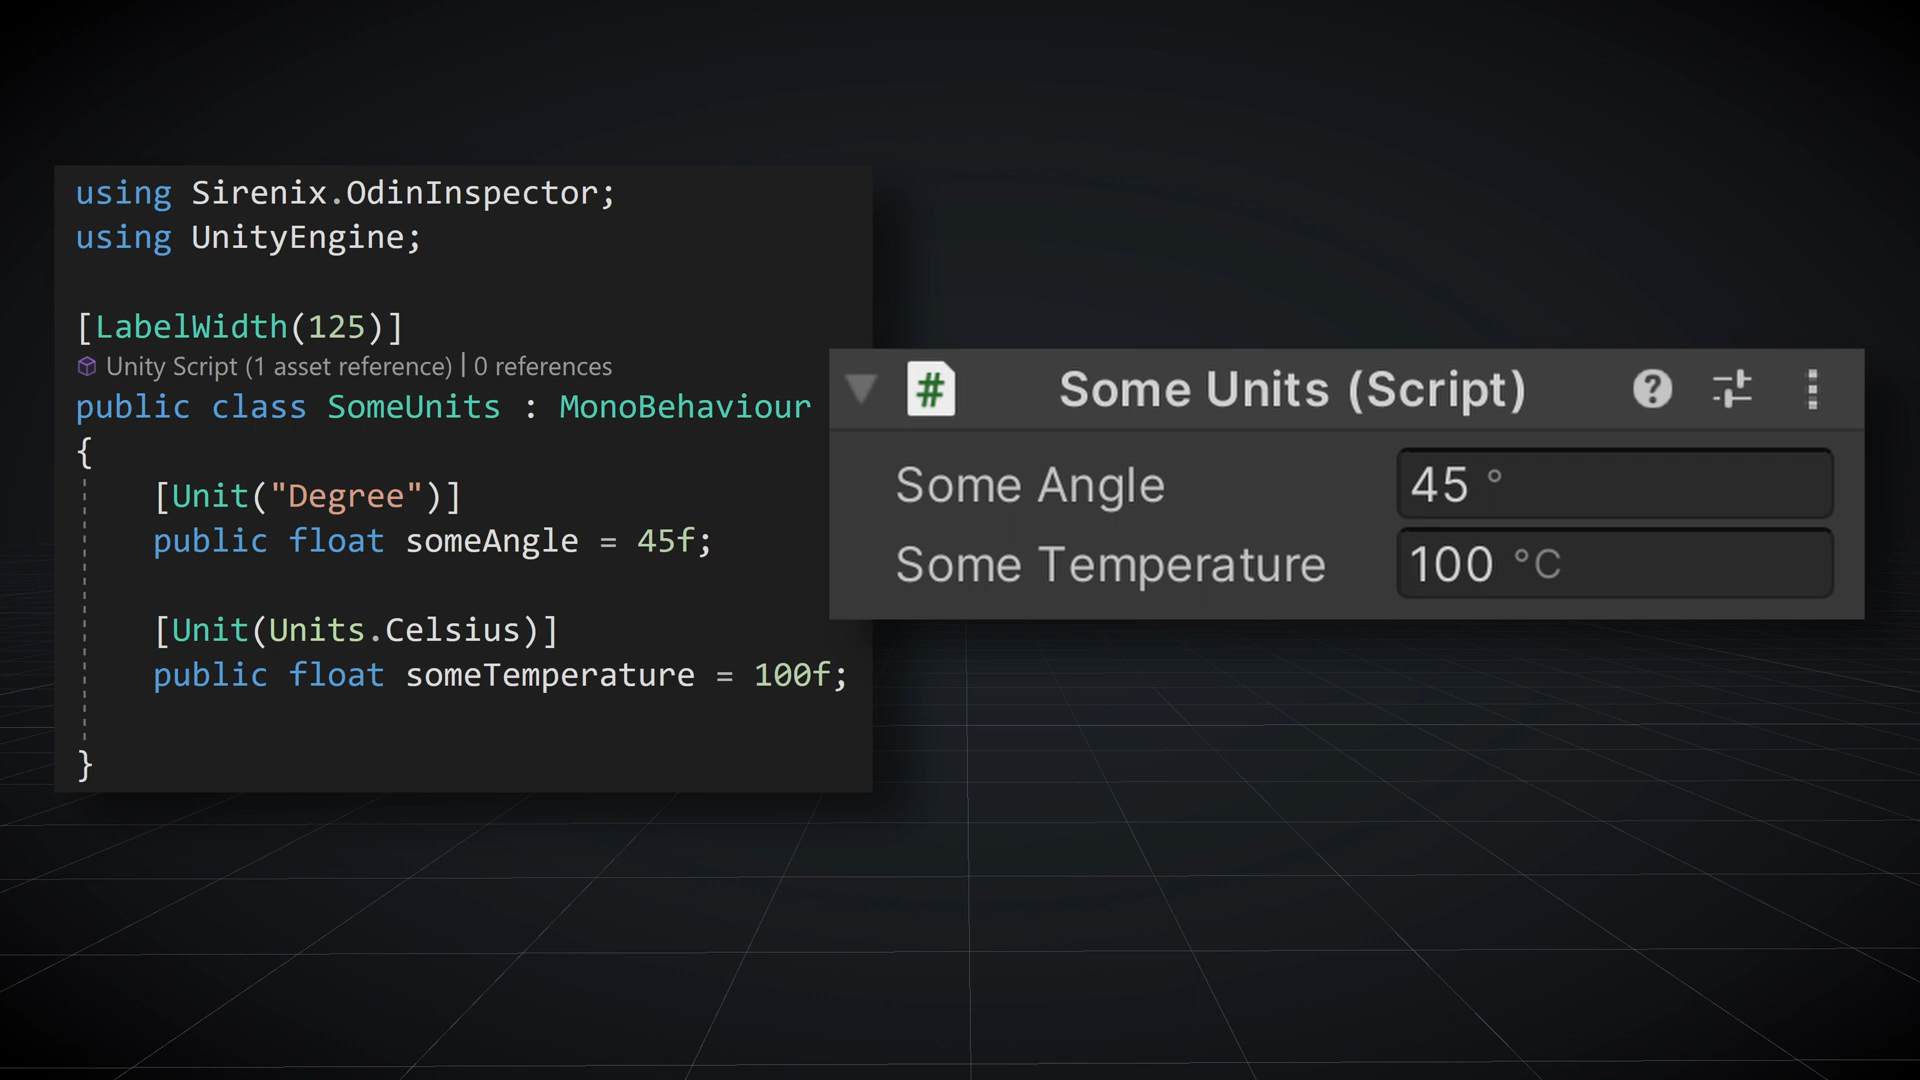 using Sirenix.OdinInspector;
using UnityEngine;
[LabelWidth(125)]
Unity Script (1 asset reference) | 0 references
public class SomeUnits : MonoBehaviour
{
[Unit("Degree")]
public float someAngle = 45f;
[Unit(Units.Celsius)]
public float someTemperature = 100f;
}
# Some Units (Script) ?
Some Angle 45 °
Some Temperature 100 °C